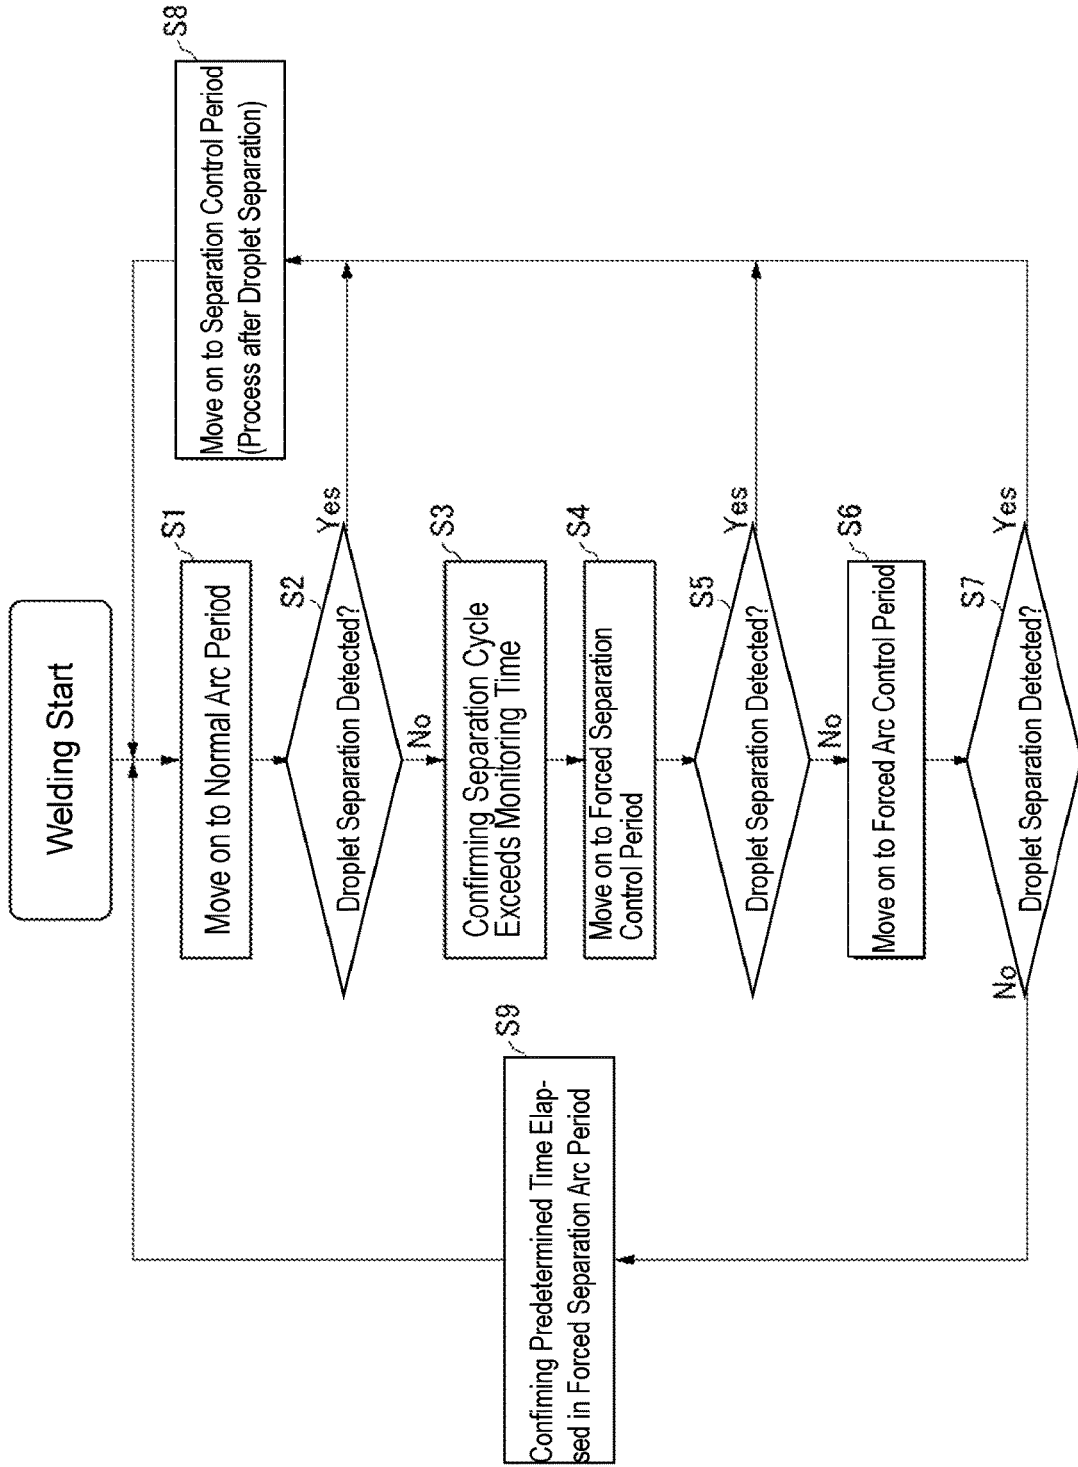 Welding Start
S1
Move on to Normal Arc Period
S2
Droplet Separation Detected?
Yes
No
S3
Confirming Separation Cycle
Exceeds Monitoring Time
S4
Move on to Forced Separation
Control Period
S5
Droplet Separation Detected?
Yes
No
S6
Move on to Forced Arc Control Period
S7
Droplet Separation Detected?
Yes
No
S8
Move on to Separation Control Period
(Process after Droplet Separation)
S9
Confiming Predetermined Time Elap-
sed in Forced Separation Arc Period